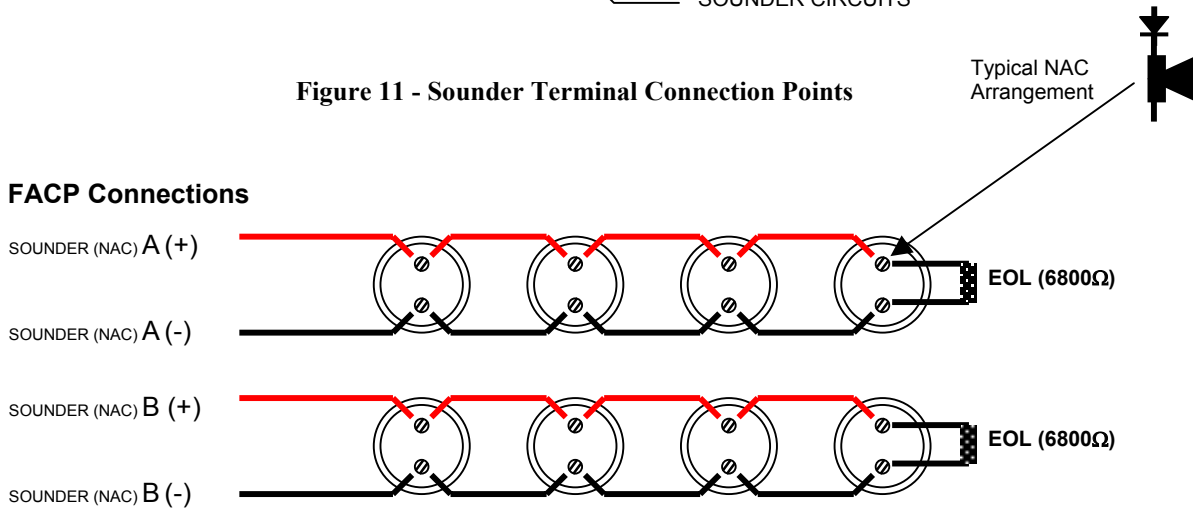 SOUNDER CIRCUITS
Typical NAC
Arrangement
Figure 11 - Sounder Terminal Connection Points
FACP Connections
SOUNDER (NAC) A (+)
EOL (6800Ω)
SOUNDER (NAC) A (-)
SOUNDER (NAC) B (+)
EOL (6800Ω)
SOUNDER (NAC) B (-)